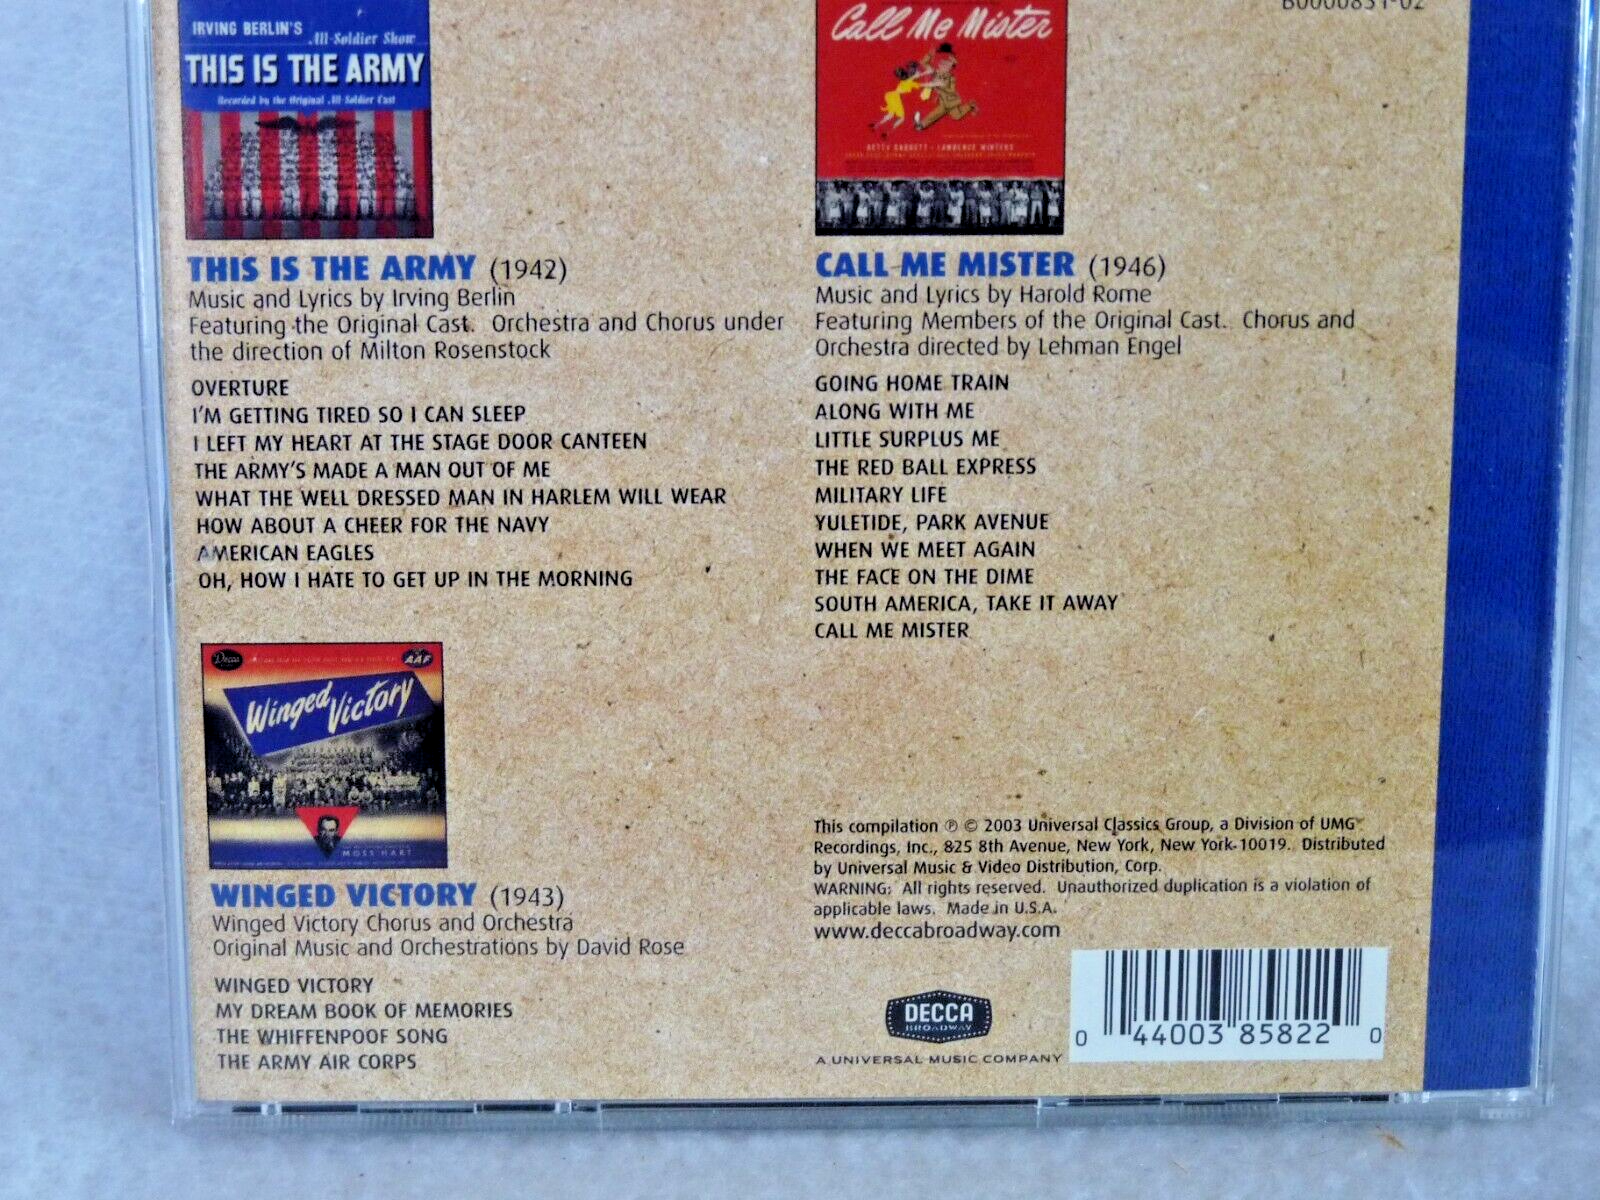 B0000831-02
IRVING BERLIN'S
All-Soldier Show
THIS IS THE ARMY
Recorded by the Original All-Soldier Cast
THIS IS THE ARMY (1942)
Music and Lyrics by Irving Berlin
Featuring the Original Cast. Orchestra and Chorus under
the direction of Milton Rosenstock
OVERTURE
I'M GETTING TIRED SO I CAN SLEEP
I LEFT MY HEART AT THE STAGE DOOR CANTEEN
THE ARMY'S MADE A MAN OUT OF ME
WHAT THE WELL DRESSED MAN IN HARLEM WILL WEAR
HOW ABOUT A CHEER FOR THE NAVY
AMERICAN EAGLES
OH, HOW I HATE TO GET UP IN THE MORNING
Decca
AAF
Winged Victory
MOSS HART
WINGED VICTORY (1943)
Winged Victory Chorus and Orchestra
Original Music and Orchestrations by David Rose
WINGED VICTORY
MY DREAM BOOK OF MEMORIES
THE WHIFFENPOOF SONG
THE ARMY AIR CORPS
Call Me Mister
BETTY GARRETT · LAWRENCE WINTERS
CALL ME MISTER (1946)
Music and Lyrics by Harold Rome
Featuring Members of the Original Cast. Chorus and
Orchestra directed by Lehman Engel
GOING HOME TRAIN
ALONG WITH ME
LITTLE SURPLUS ME
THE RED BALL EXPRESS
MILITARY LIFE
YULETIDE, PARK AVENUE
WHEN WE MEET AGAIN
THE FACE ON THE DIME
SOUTH AMERICA, TAKE IT AWAY
CALL ME MISTER
This compilation ℗ © 2003 Universal Classics Group, a Division of UMG
Recordings, Inc., 825 8th Avenue, New York, New York 10019. Distributed
by Universal Music & Video Distribution, Corp.
WARNING: All rights reserved. Unauthorized duplication is a violation of
applicable laws. Made in U.S.A.
www.deccabroadway.com
DECCA
BROADWAY
A UNIVERSAL MUSIC COMPANY
0 44003 85822 0